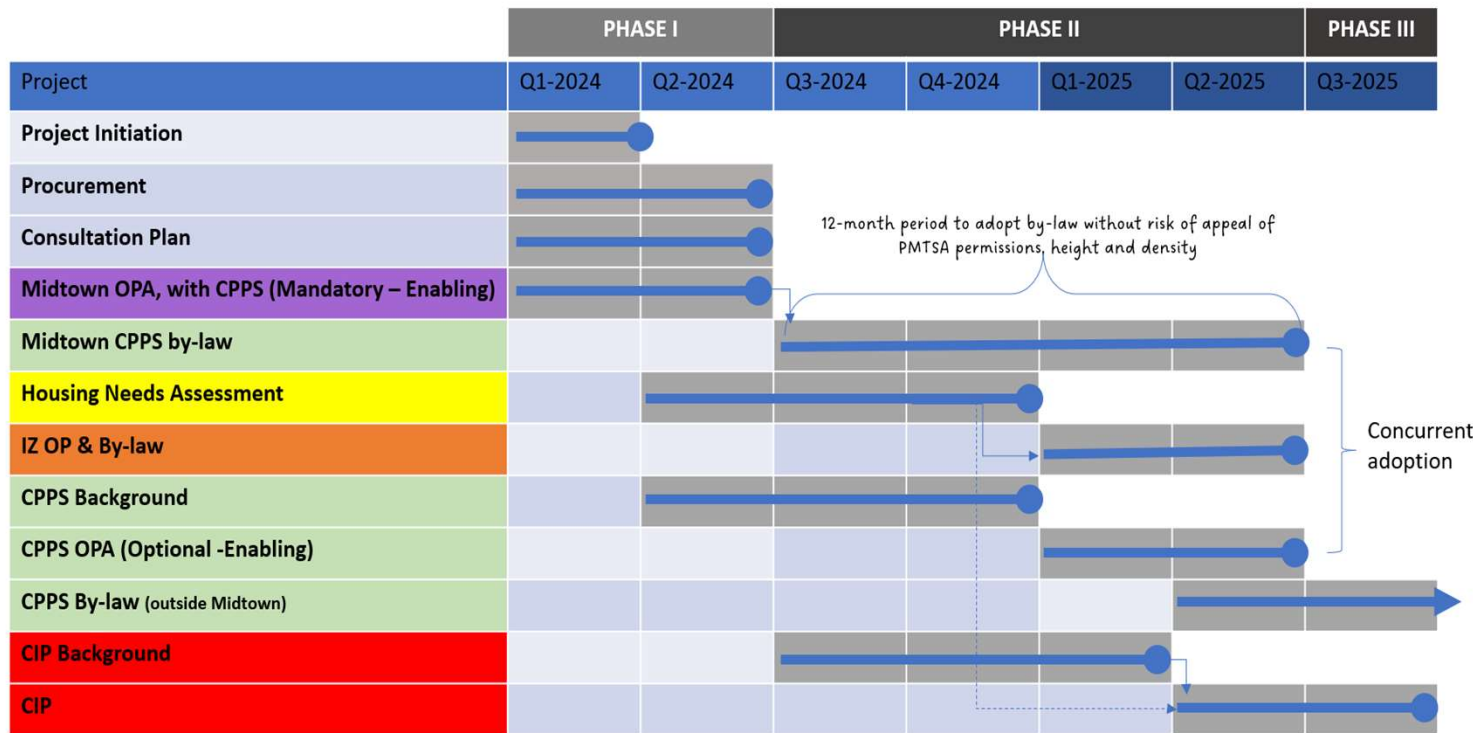 PHASE I PHASE II PHASE III
Project Q1-2024 Q2-2024 Q3-2024 Q4-2024 Q1-2025 Q2-2025 Q3-2025
Project Initiation
Procurement
Consultation Plan
12-month period to adopt by-law without risk of appeal of
PMTSA permissions, height and density
Midtown OPA, with CPPS (Mandatory – Enabling)
Midtown CPPS by-law
Housing Needs Assessment
IZ OP & By-law
Concurrent
adoption
CPPS Background
CPPS OPA (Optional -Enabling)
CPPS By-law (outside Midtown)
CIP Background
CIP